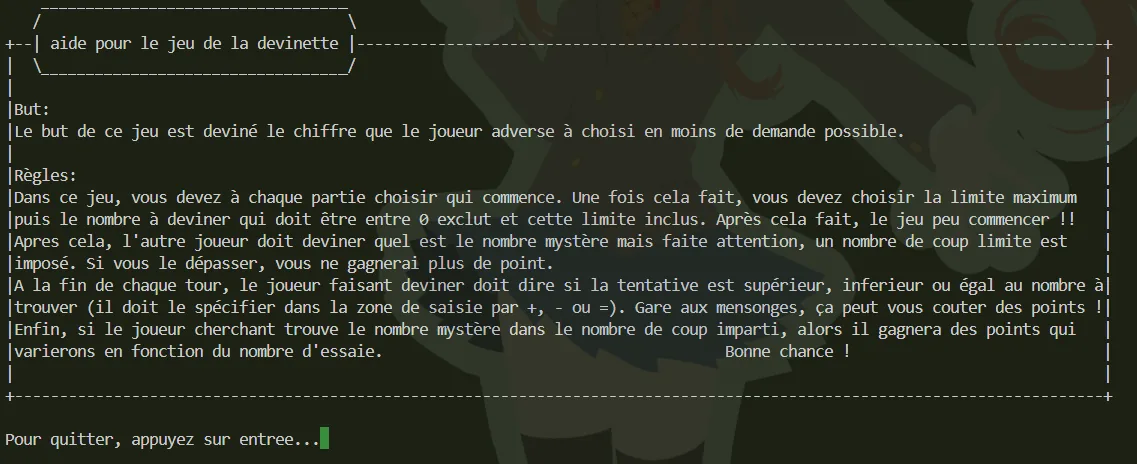 aide pour le jeu de la devinette
But:
Le but de ce jeu est deviné le chiffre que le joueur adverse à choisi en moins de demande possible.
Règles:
Dans ce jeu, vous devez à chaque partie choisir qui commence. Une fois cela fait, vous devez choisir la limite maximum
puis le nombre à deviner qui doit être entre 0 exclut et cette limite inclus. Après cela fait, le jeu peu commencer !!
Apres cela, l'autre joueur doit deviner quel est le nombre mystère mais faite attention, un nombre de coup limite est
imposé. Si vous le dépasser, vous ne gagnerai plus de point.
A la fin de chaque tour, le joueur faisant deviner doit dire si la tentative est supérieur, inferieur ou égal au nombre à
trouver (il doit le spécifier dans la zone de saisie par +, - ou =). Gare aux mensonges, ça peut vous couter des points !
Enfin, si le joueur cherchant trouve le nombre mystère dans le nombre de coup imparti, alors il gagnera des points qui
varierons en fonction du nombre d'essaie. Bonne chance !
Pour quitter, appuyez sur entree...